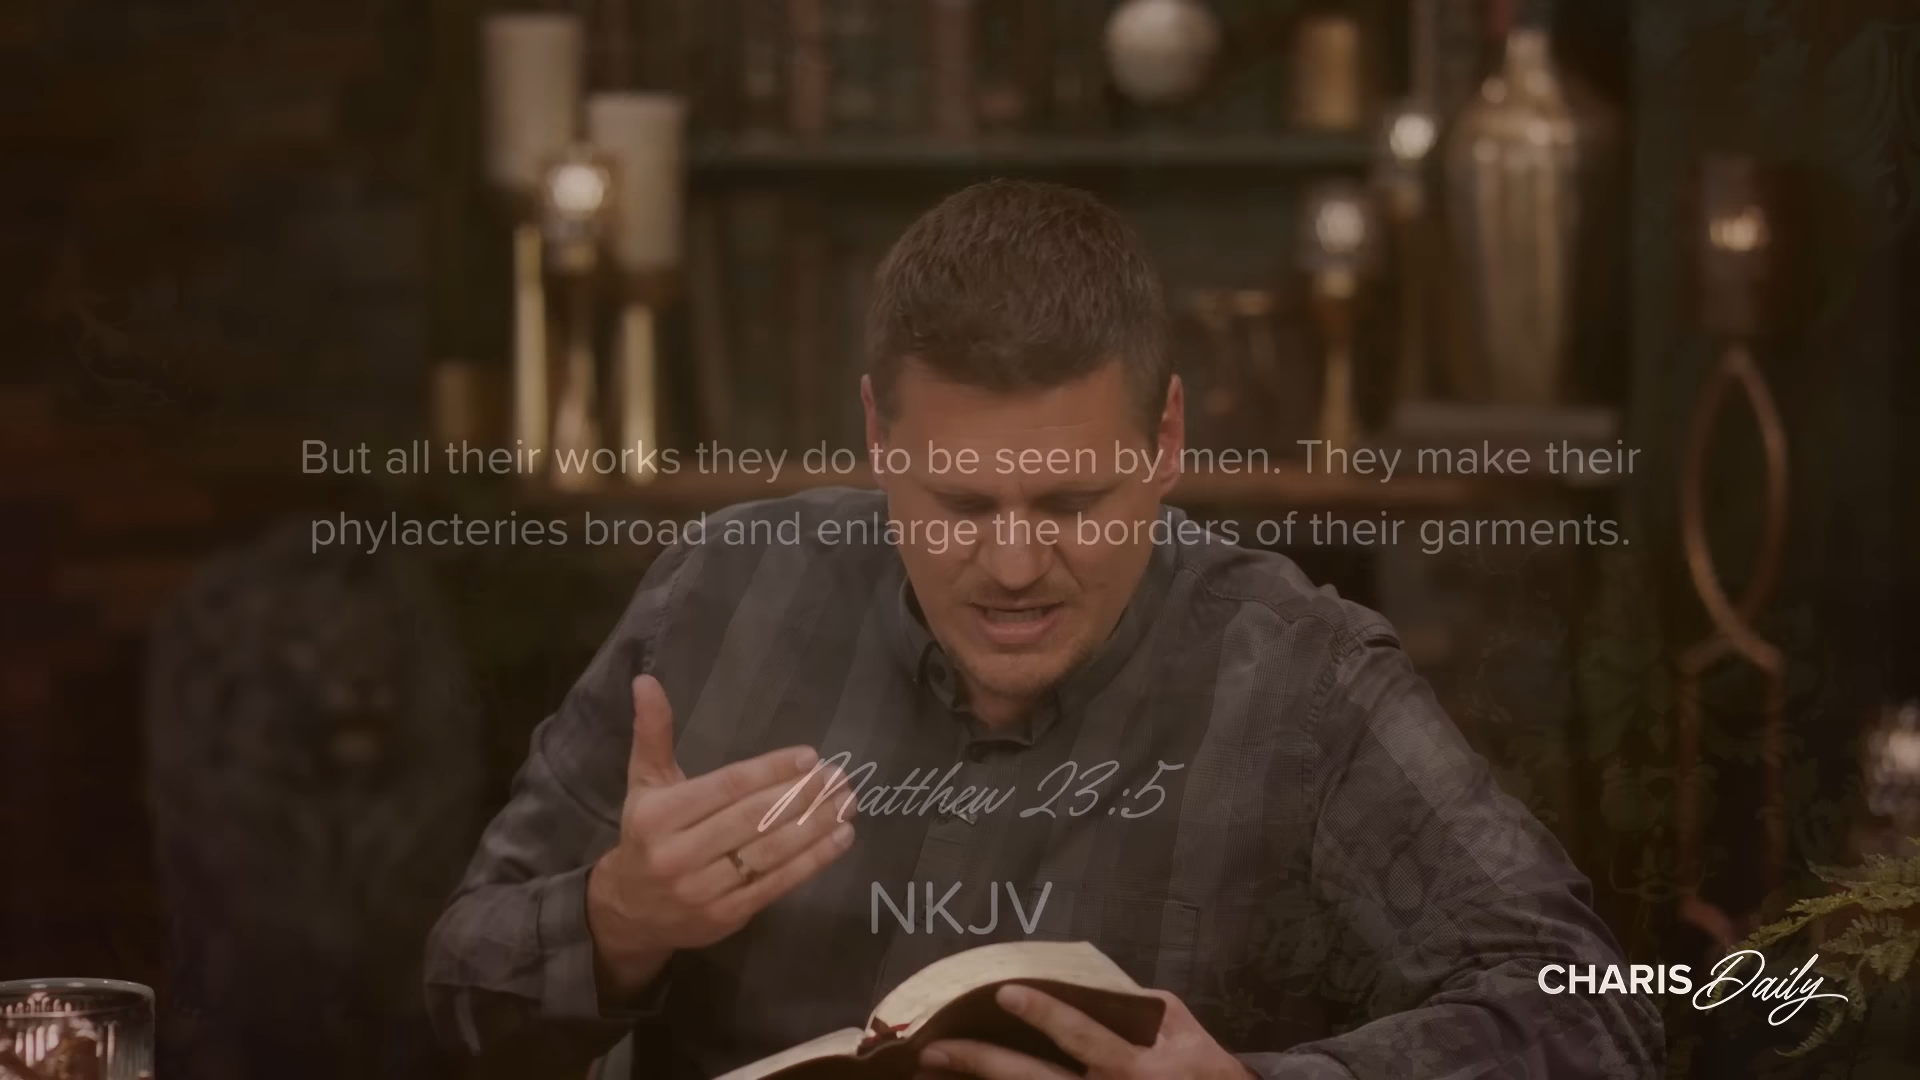 But all their works they do to be seen by men. They make their
phylacteries broad and enlarge the borders of their garments.
Matthew 23:5
NKJV
CHARIS Daily